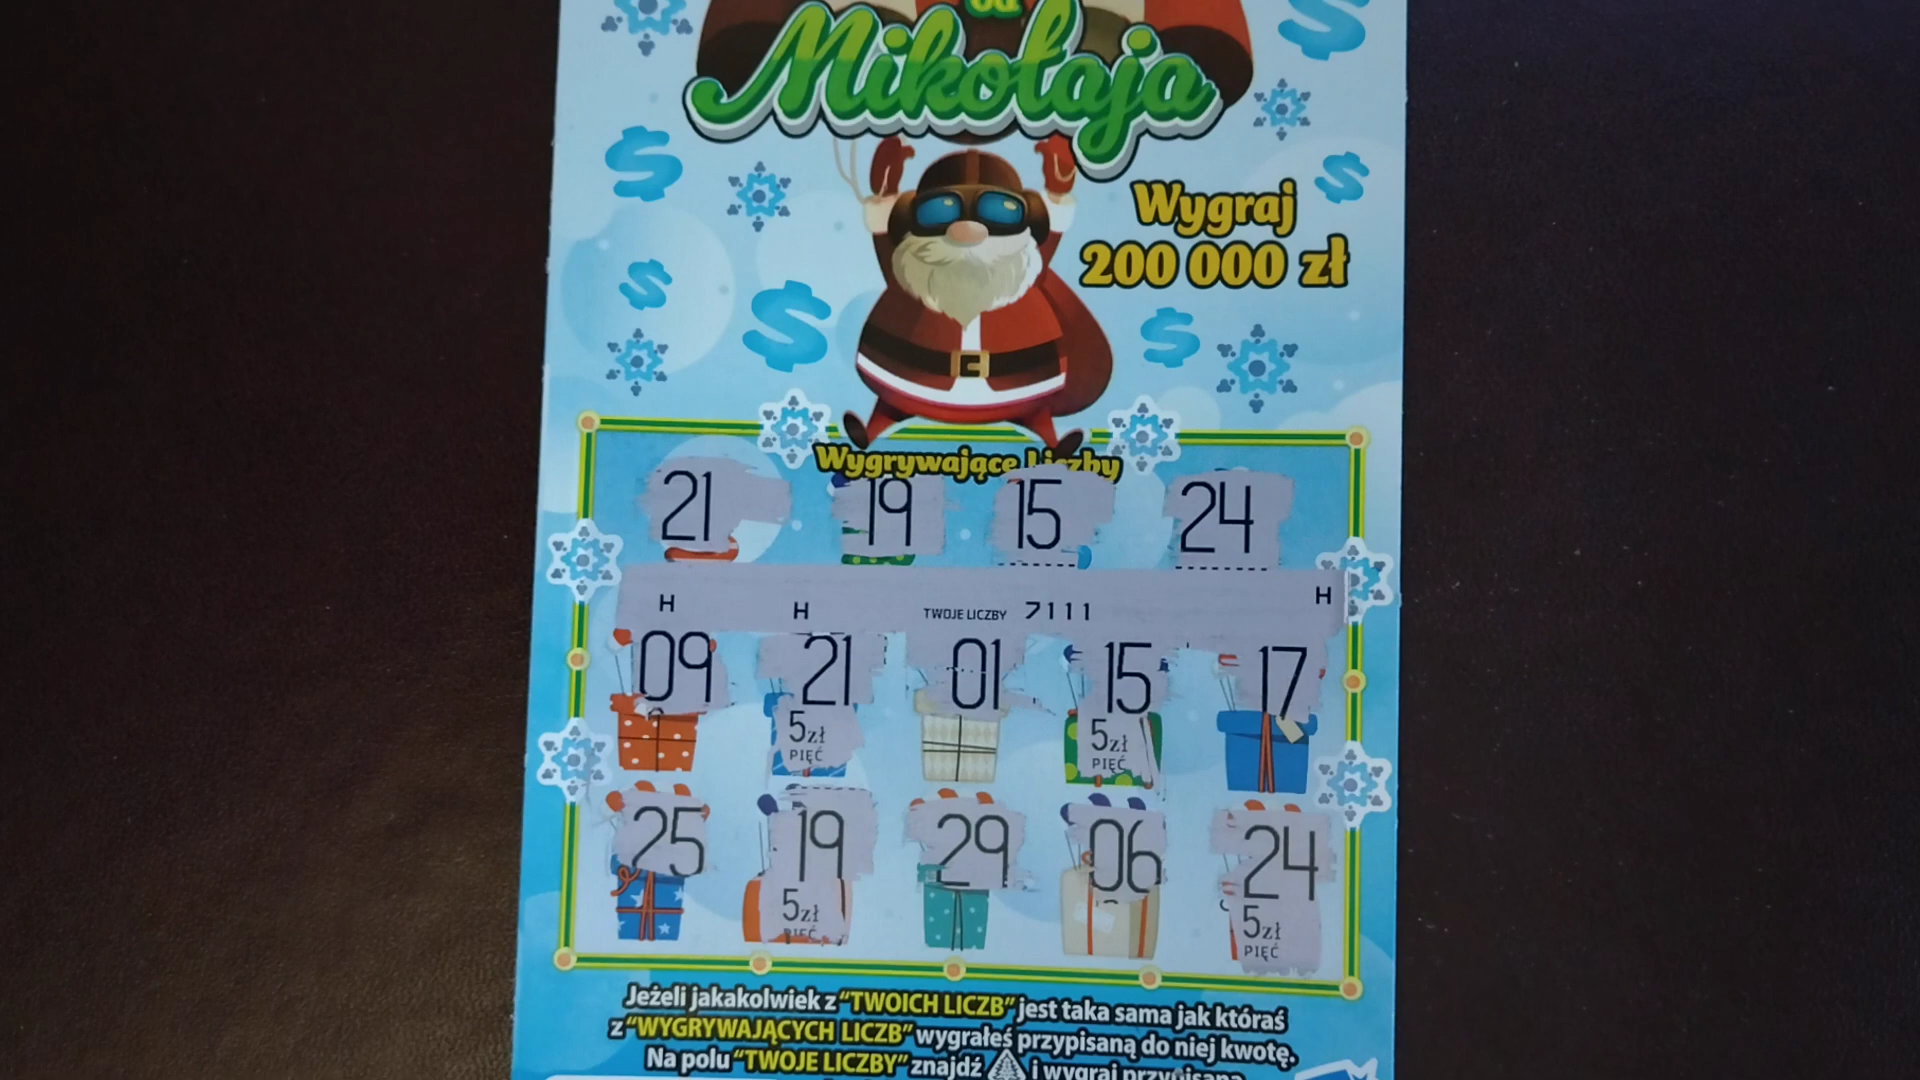 od
Mikołaja
Wygraj
200 000 zł
Wygrywające Liczby
21 19 15 24
H H TWOJE LICZBY 7111 H
09 21 01 15 17
5zł 5zł
PIĘĆ PIĘĆ
25 19 29 06 24
5zł 5zł
PIĘĆ PIĘĆ
Jeżeli jakakolwiek z "TWOICH LICZB" jest taka sama jak któraś
z "WYGRYWAJĄCYCH LICZB" wygrałeś przypisaną do niej kwotę.
Na polu "TWOJE LICZBY" znajdź i wygraj przypisaną